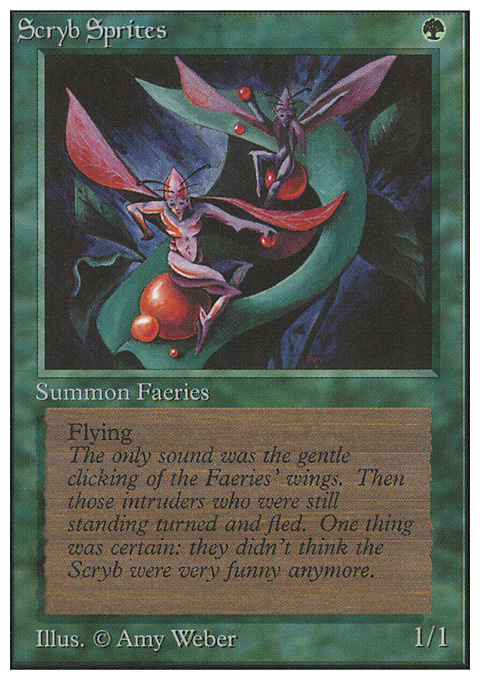 Scryb Sprites
Summon Faeries
Flying
The only sound was the gentle
clicking of the Faeries' wings. Then
those intruders who were still
standing turned and fled. One thing
was certain: they didn't think the
Scryb were very funny anymore.
Illus. © Amy Weber
1/1